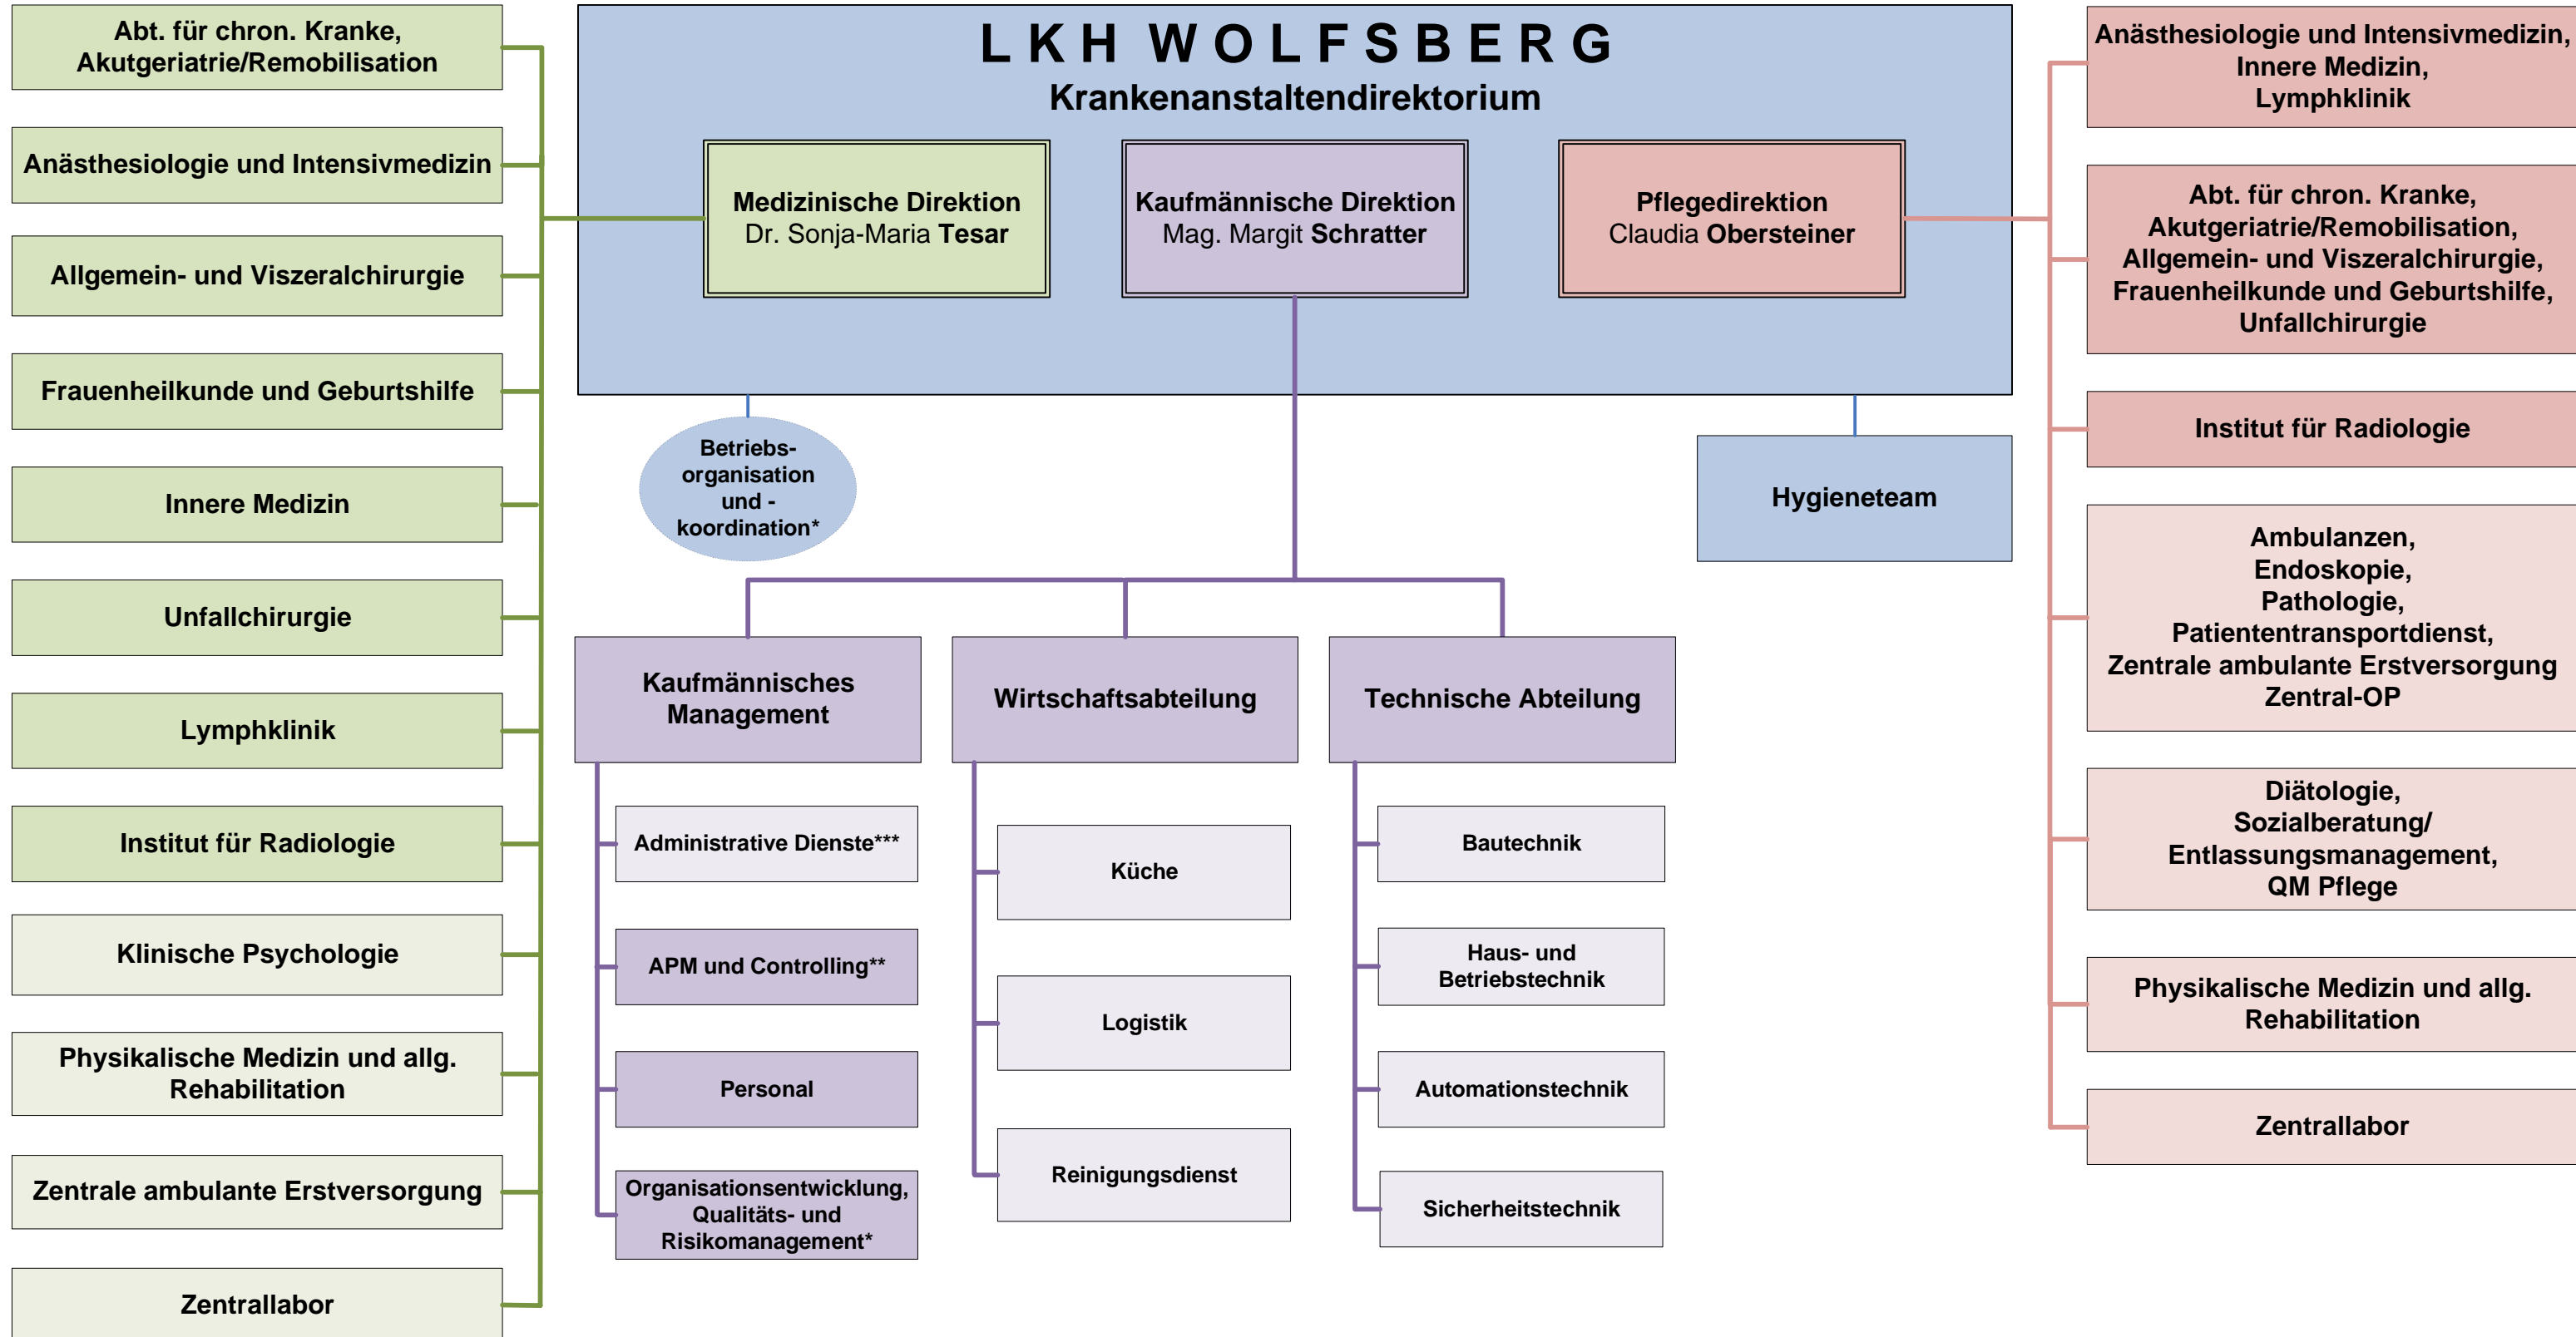 Abt. für chron. Kranke,
Akutgeriatrie/Remobilisation
Anästhesiologie und Intensivmedizin
Allgemein- und Viszeralchirurgie
Frauenheilkunde und Geburtshilfe
Innere Medizin
Unfallchirurgie
Lymphklinik
Institut für Radiologie
Klinische Psychologie
Physikalische Medizin und allg.
Rehabilitation
Zentrale ambulante Erstversorgung
Zentrallabor
LKH WOLFSBERG
Krankenanstaltendirektorium
Medizinische Direktion
Dr. Sonja-Maria Tesar
Kaufmännische Direktion
Mag. Margit Schratter
Pflegedirektion
Claudia Obersteiner
Betriebs-
organisation
und -
koordination*
Hygieneteam
Kaufmännisches
Management
Administrative Dienste***
APM und Controlling**
Personal
Organisationsentwicklung,
Qualitäts- und
Risikomanagement*
Wirtschaftsabteilung
Küche
Logistik
Reinigungsdienst
Technische Abteilung
Bautechnik
Haus- und
Betriebstechnik
Automationstechnik
Sicherheitstechnik
Anästhesiologie und Intensivmedizin,
Innere Medizin,
Lymphklinik
Abt. für chron. Kranke,
Akutgeriatrie/Remobilisation,
Allgemein- und Viszeralchirurgie,
Frauenheilkunde und Geburtshilfe,
Unfallchirurgie
Institut für Radiologie
Ambulanzen,
Endoskopie,
Pathologie,
Patiententransportdienst,
Zentrale ambulante Erstversorgung
Zentral-OP
Diätologie,
Sozialberatung/
Entlassungsmanagement,
QM Pflege
Physikalische Medizin und allg.
Rehabilitation
Zentrallabor